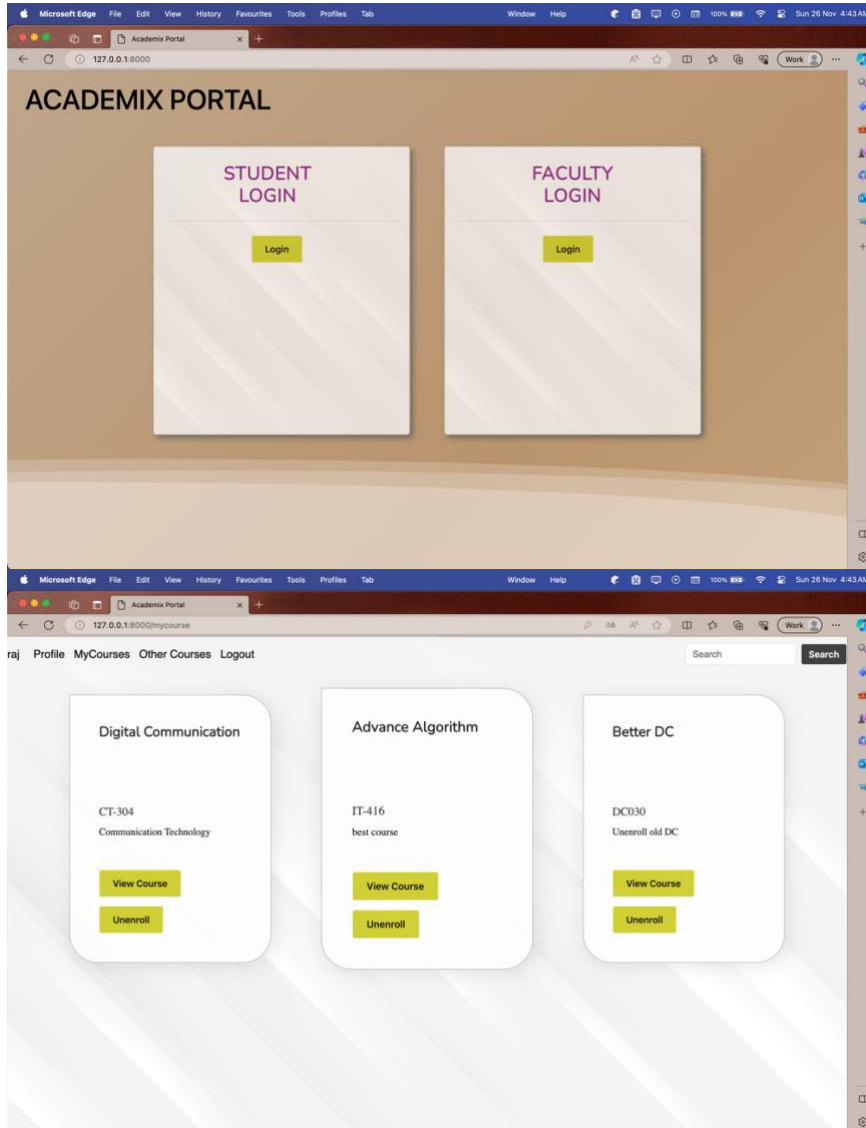 Microsoft Edge File Edit View History Favourites Tools Profiles Tab Window Help 100% Sun 26 Nov 4:43AM
Academix Portal
127.0.0.1:8000 Work
ACADEMIX PORTAL
STUDENT FACULTY
LOGIN LOGIN
Login Login
Microsoft Edge File Edit View History Favourites Tools Profiles Tab Window Help 100% Sun 26 Nov 4:43AM
Academix Portal
127.0.0.1:8000/mycourse Work
raj Profile MyCourses Other Courses Logout Search Search
Digital Communication Advance Algorithm Better DC
CT-304 IT-416 DC030
Communication Technology best course Unenroll old DC
View Course View Course View Course
Unenroll Unenroll Unenroll